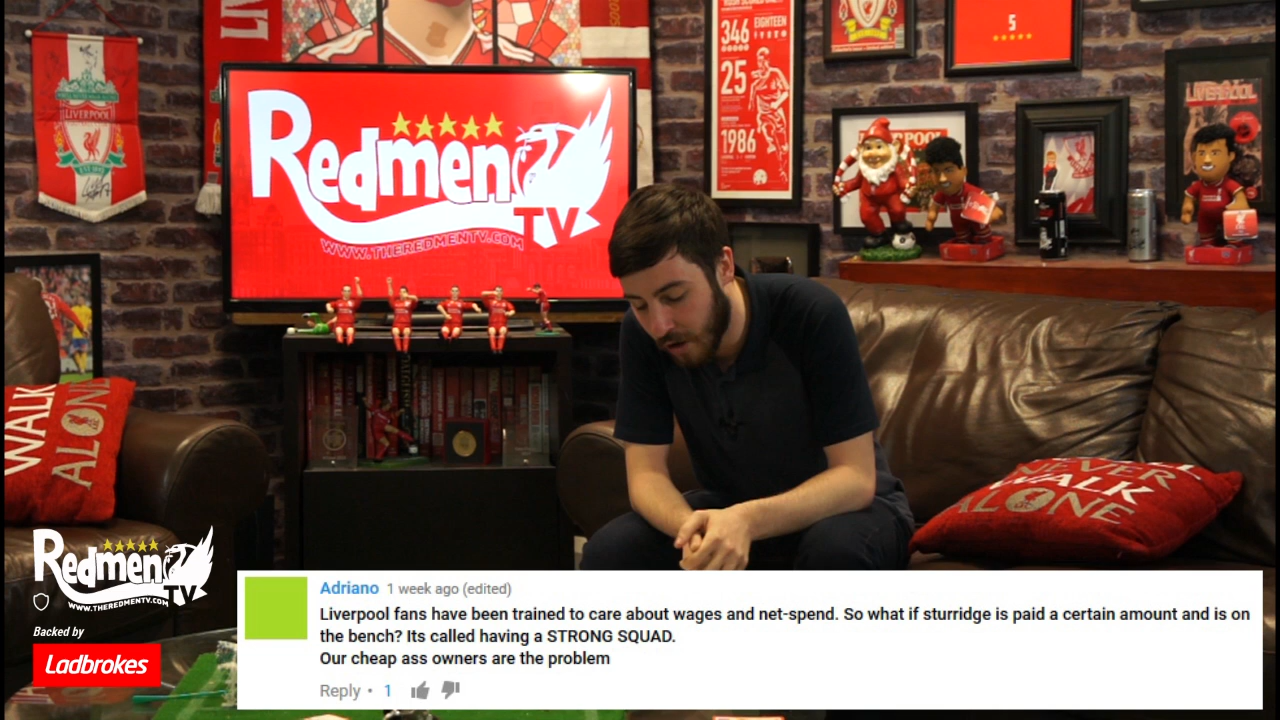 LIVERPOOL
346
EIGHTEEN
25
1986
5
LIVERPOOL
Redmen
TV
WWW.THEREDMENTV.COM
WALK
ALONE
NEVER
WALK
ALONE
Redmen
TV
WWW.THEREDMENTV.COM
Backed by
Ladbrokes
Adriano 1 week ago (edited)
Liverpool fans have been trained to care about wages and net-spend. So what if sturridge is paid a certain amount and is on
the bench? Its called having a STRONG SQUAD.
Our cheap ass owners are the problem
Reply • 1